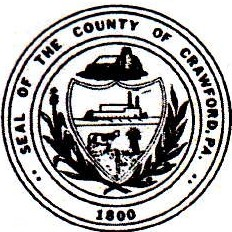 SEAL OF THE COUNTY OF CRAWFORD, PA.
1800